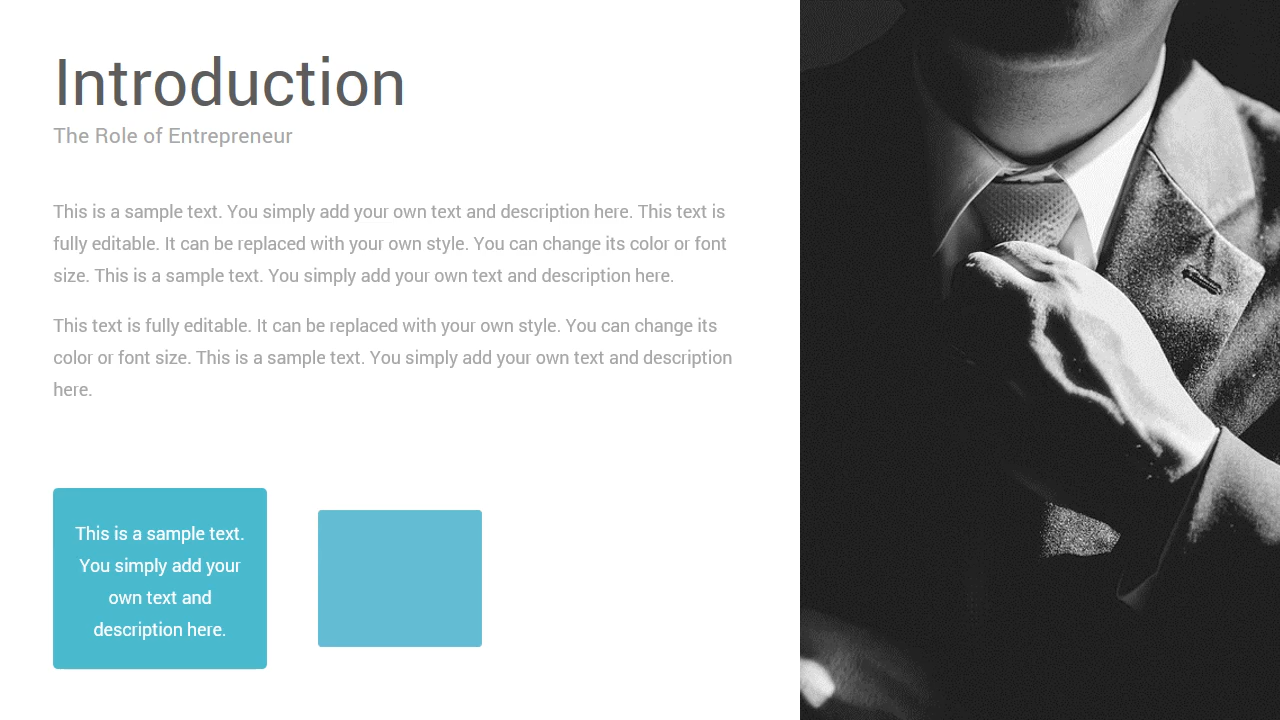 Introduction
The Role of Entrepreneur
This is a sample text. You simply add your own text and description here. This text is
fully editable. It can be replaced with your own style. You can change its color or font
size. This is a sample text. You simply add your own text and description here.
This text is fully editable. It can be replaced with your own style. You can change its
color or font size. This is a sample text. You simply add your own text and description
here.
This is a sample text.
You simply add your
own text and
description here.